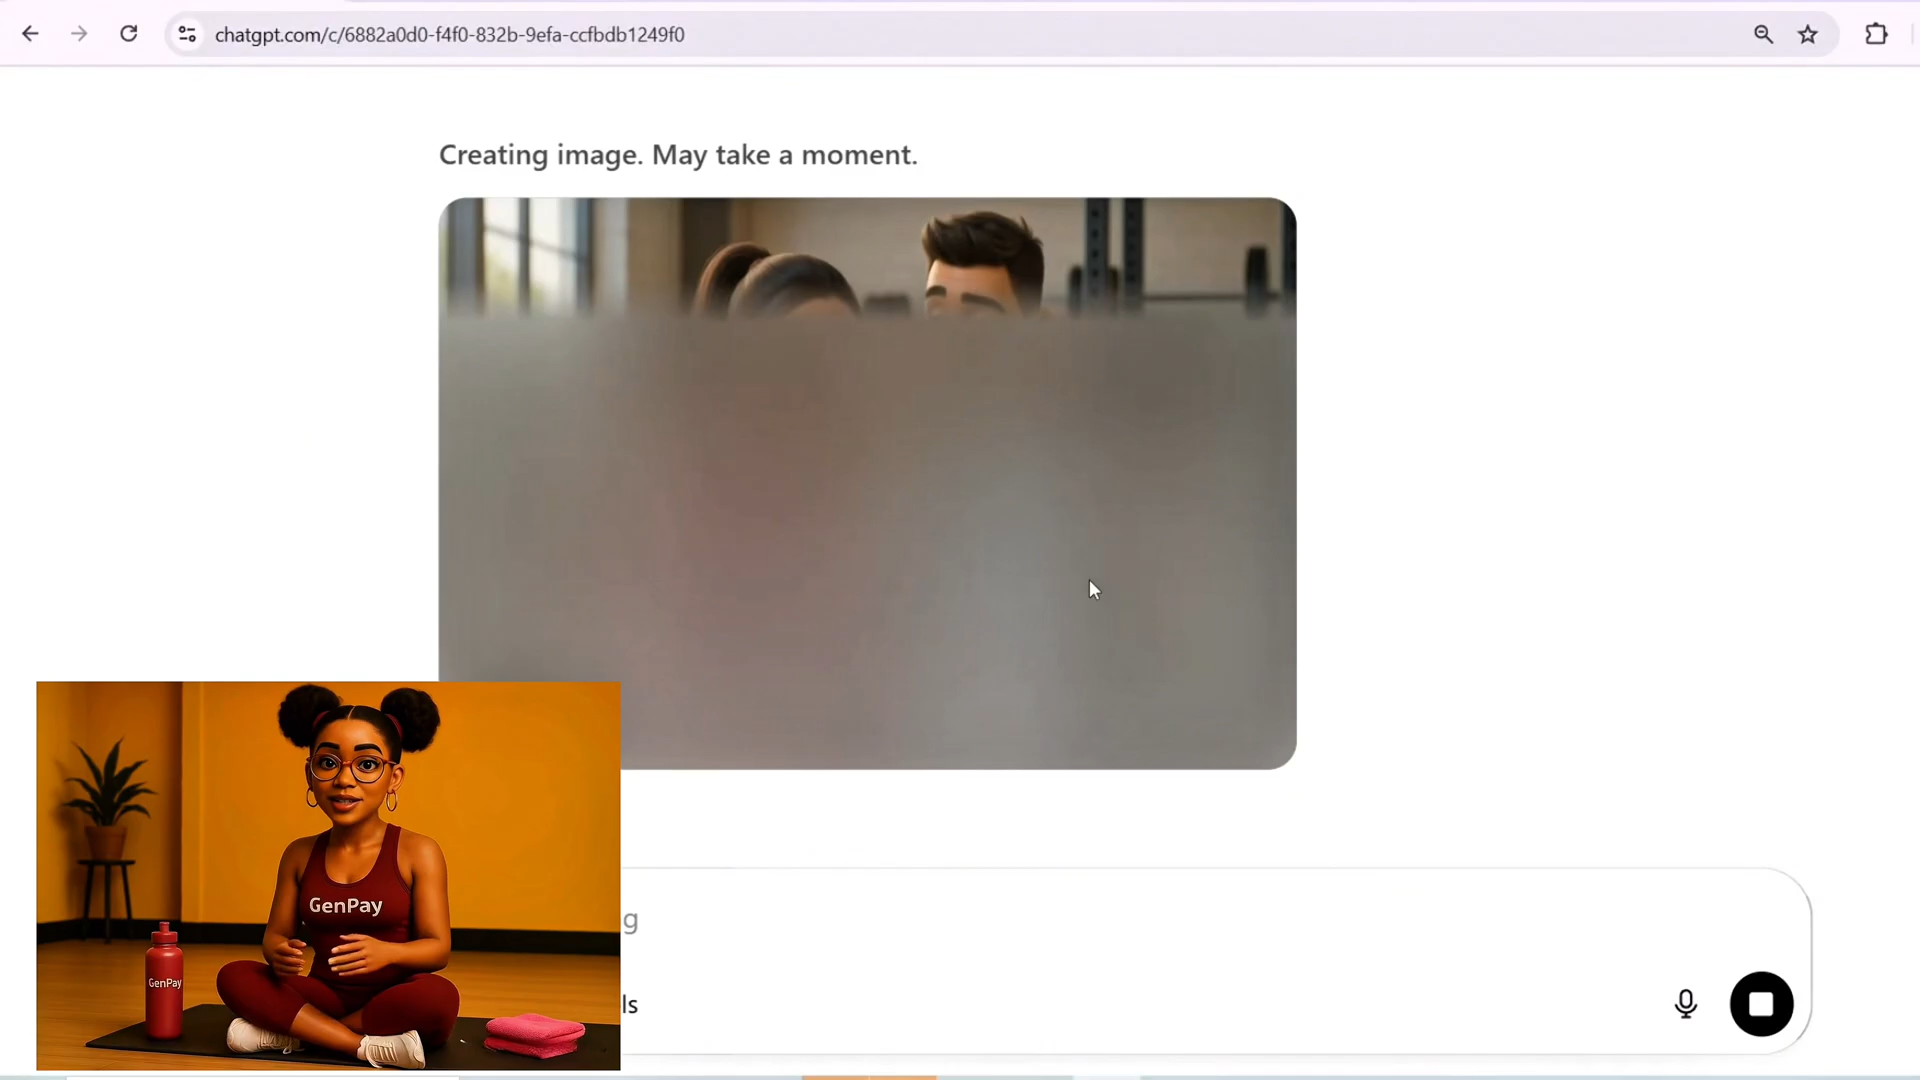 chatgpt.com/c/6882a0d0-f4f0-832b-9efa-ccfbdb1249f0
Creating image. May take a moment.
GenPay
GenPay
g
ls